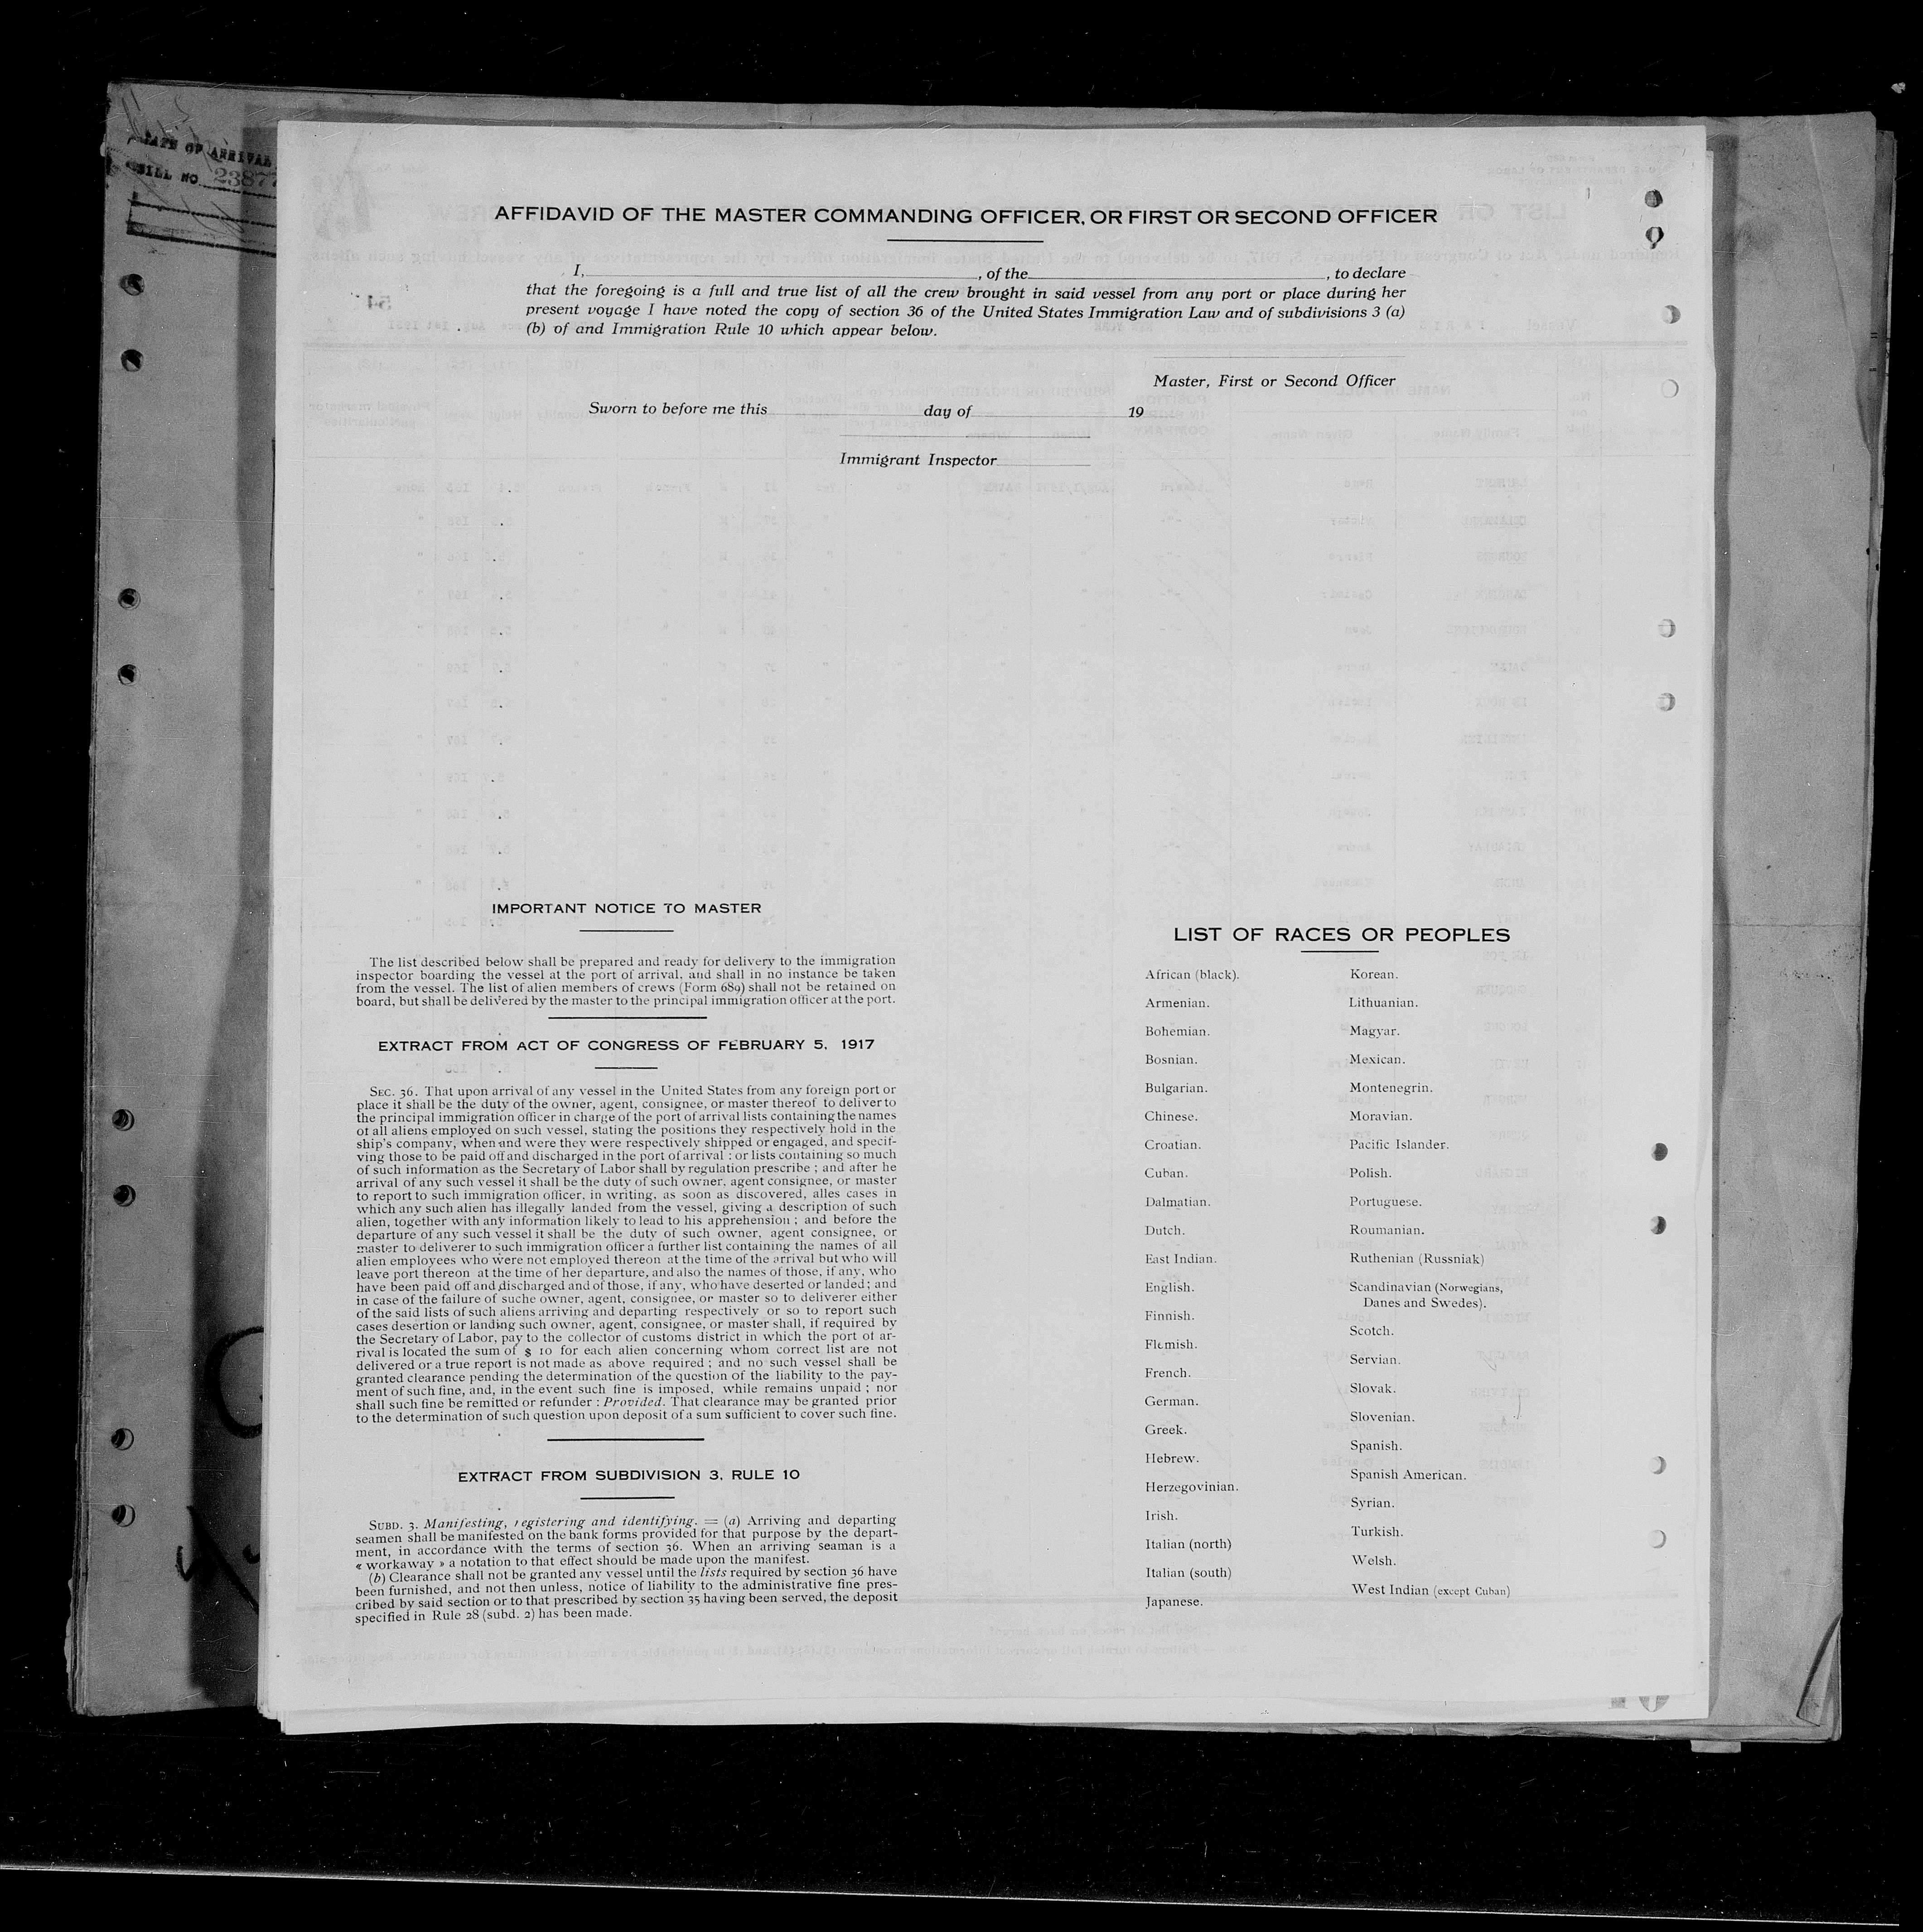 DATE OF ARRIVAL
BILL NO. 23877
AFFIDAVID OF THE MASTER COMMANDING OFFICER, OR FIRST OR SECOND OFFICER
I, , of the , to declare
that the foregoing is a full and true list of all the crew brought in said vessel from any port or place during her
present voyage I have noted the copy of section 36 of the United States Immigration Law and of subdivisions 3 (a)
(b) of and Immigration Rule 10 which appear below.
Master, First or Second Officer
Sworn to before me this day of 19
Immigrant Inspector
IMPORTANT NOTICE TO MASTER
The list described below shall be prepared and ready for delivery to the immigration
inspector boarding the vessel at the port of arrival, and shall in no instance be taken
from the vessel. The list of alien members of crews (Form 689) shall not be retained on
board, but shall be delivered by the master to the principal immigration officer at the port.
EXTRACT FROM ACT OF CONGRESS OF FEBRUARY 5, 1917
SEC. 36. That upon arrival of any vessel in the United States from any foreign port or
place it shall be the duty of the owner, agent, consignee, or master thereof to deliver to
the principal immigration officer in charge of the port of arrival lists containing the names
of all aliens employed on such vessel, stating the positions they respectively hold in the
ship's company, when and were they were respectively shipped or engaged, and specif-
ving those to be paid off and discharged in the port of arrival : or lists containing so much
of such information as the Secretary of Labor shall by regulation prescribe ; and after he
arrival of any such vessel it shall be the duty of such owner, agent consignee, or master
to report to such immigration officer, in writing, as soon as discovered, alles cases in
which any such alien has illegally landed from the vessel, giving a description of such
alien, together with any information likely to lead to his apprehension ; and before the
departure of any such vessel it shall be the duty of such owner, agent consignee, or
master to deliverer to such immigration officer a further list containing the names of all
alien employees who were not employed thereon at the time of the arrival but who will
leave port thereon at the time of her departure, and also the names of those, if any, who
have been paid off and discharged and of those, if any, who have deserted or landed ; and
in case of the failure of suche owner, agent, consignee, or master so to deliverer either
of the said lists of such aliens arriving and departing respectively or so to report such
cases desertion or landing such owner, agent, consignee, or master shall, if required by
the Secretary of Labor, pay to the collector of customs district in which the port of ar-
rival is located the sum of $ 10 for each alien concerning whom correct list are not
delivered or a true report is not made as above required ; and no such vessel shall be
granted clearance pending the determination of the question of the liability to the pay-
ment of such fine, and, in the event such fine is imposed, while remains unpaid ; nor
shall such fine be remitted or refunder : Provided. That clearance may be granted prior
to the determination of such question upon deposit of a sum sufficient to cover such fine.
EXTRACT FROM SUBDIVISION 3, RULE 10
SUBD. 3. Manifesting, registering and identifying. = (a) Arriving and departing
seamen shall be manifested on the bank forms provided for that purpose by the depart-
ment, in accordance with the terms of section 36. When an arriving seaman is a
« workaway » a notation to that effect should be made upon the manifest.
(b) Clearance shall not be granted any vessel until the lists required by section 36 have
been furnished, and not then unless, notice of liability to the administrative fine pres-
cribed by said section or to that prescribed by section 35 having been served, the deposit
specified in Rule 28 (subd. 2) has been made.
LIST OF RACES OR PEOPLES
African (black).
Armenian.
Bohemian.
Bosnian.
Bulgarian.
Chinese.
Croatian.
Cuban.
Dalmatian.
Dutch.
East Indian.
English.
Finnish.
Flemish.
French.
German.
Greek.
Hebrew.
Herzegovinian.
Irish.
Italian (north)
Italian (south)
Japanese.
Korean.
Lithuanian.
Magyar.
Mexican.
Montenegrin.
Moravian.
Pacific Islander.
Polish.
Portuguese.
Roumanian.
Ruthenian (Russniak)
Scandinavian (Norwegians,
Danes and Swedes).
Scotch.
Servian.
Slovak.
Slovenian.
Spanish.
Spanish American.
Syrian.
Turkish.
Welsh.
West Indian (except Cuban)